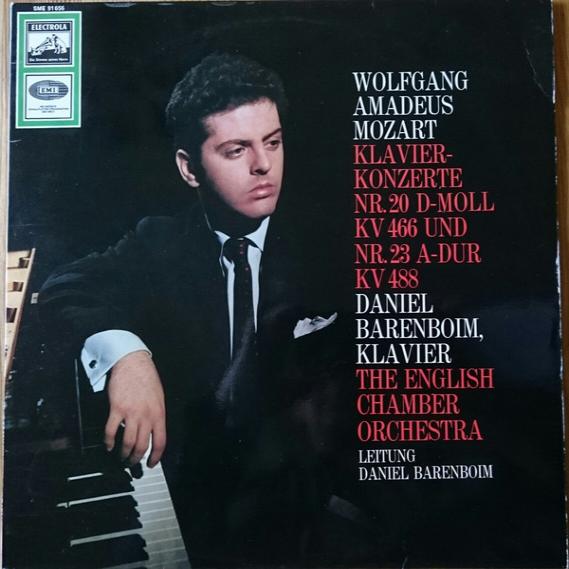 SME 91 656
ELECTROLA
Die Stimme seines Herrn
EMI
WOLFGANG
AMADEUS
MOZART
KLAVIER-
KONZERTE
NR. 20 D-MOLL
KV 466 UND
NR. 23 A-DUR
KV 488
DANIEL
BARENBOIM,
KLAVIER
THE ENGLISH
CHAMBER
ORCHESTRA
LEITUNG
DANIEL BARENBOIM